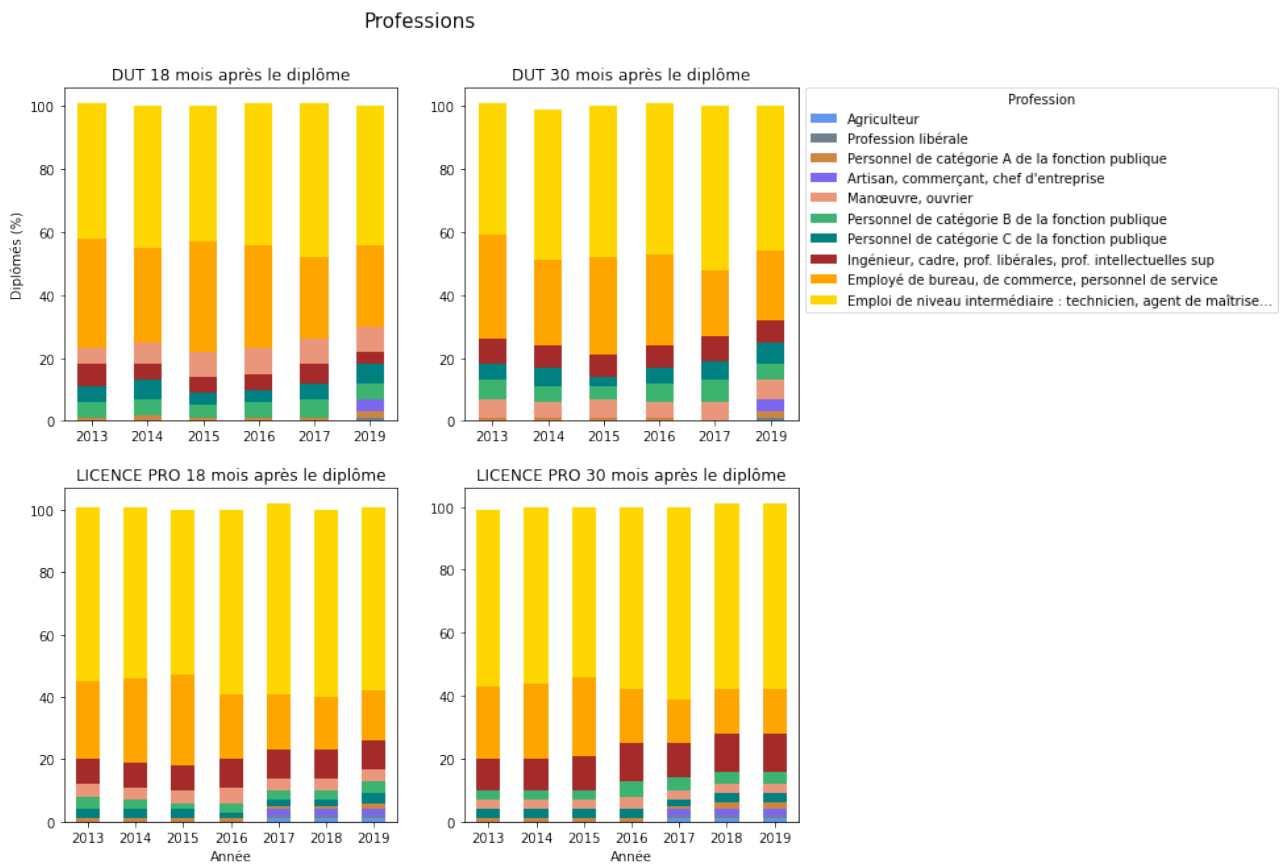 Professions
DUT 18 mois après le diplôme
DUT 30 mois après le diplôme
Diplômés (%)
100
80
60
40
20
0
2013 2014 2015 2016 2017 2019
100
80
60
40
20
0
2013 2014 2015 2016 2017 2019
Profession
Agriculteur
Profession libérale
Personnel de catégorie A de la fonction publique
Artisan, commerçant, chef d'entreprise
Manœuvre, ouvrier
Personnel de catégorie B de la fonction publique
Personnel de catégorie C de la fonction publique
Ingénieur, cadre, prof. libérales, prof. intellectuelles sup
Employé de bureau, de commerce, personnel de service
Emploi de niveau intermédiaire : technicien, agent de maîtrise...
LICENCE PRO 18 mois après le diplôme
LICENCE PRO 30 mois après le diplôme
100
80
60
40
20
0
2013 2014 2015 2016 2017 2018 2019
Année
100
80
60
40
20
0
2013 2014 2015 2016 2017 2018 2019
Année